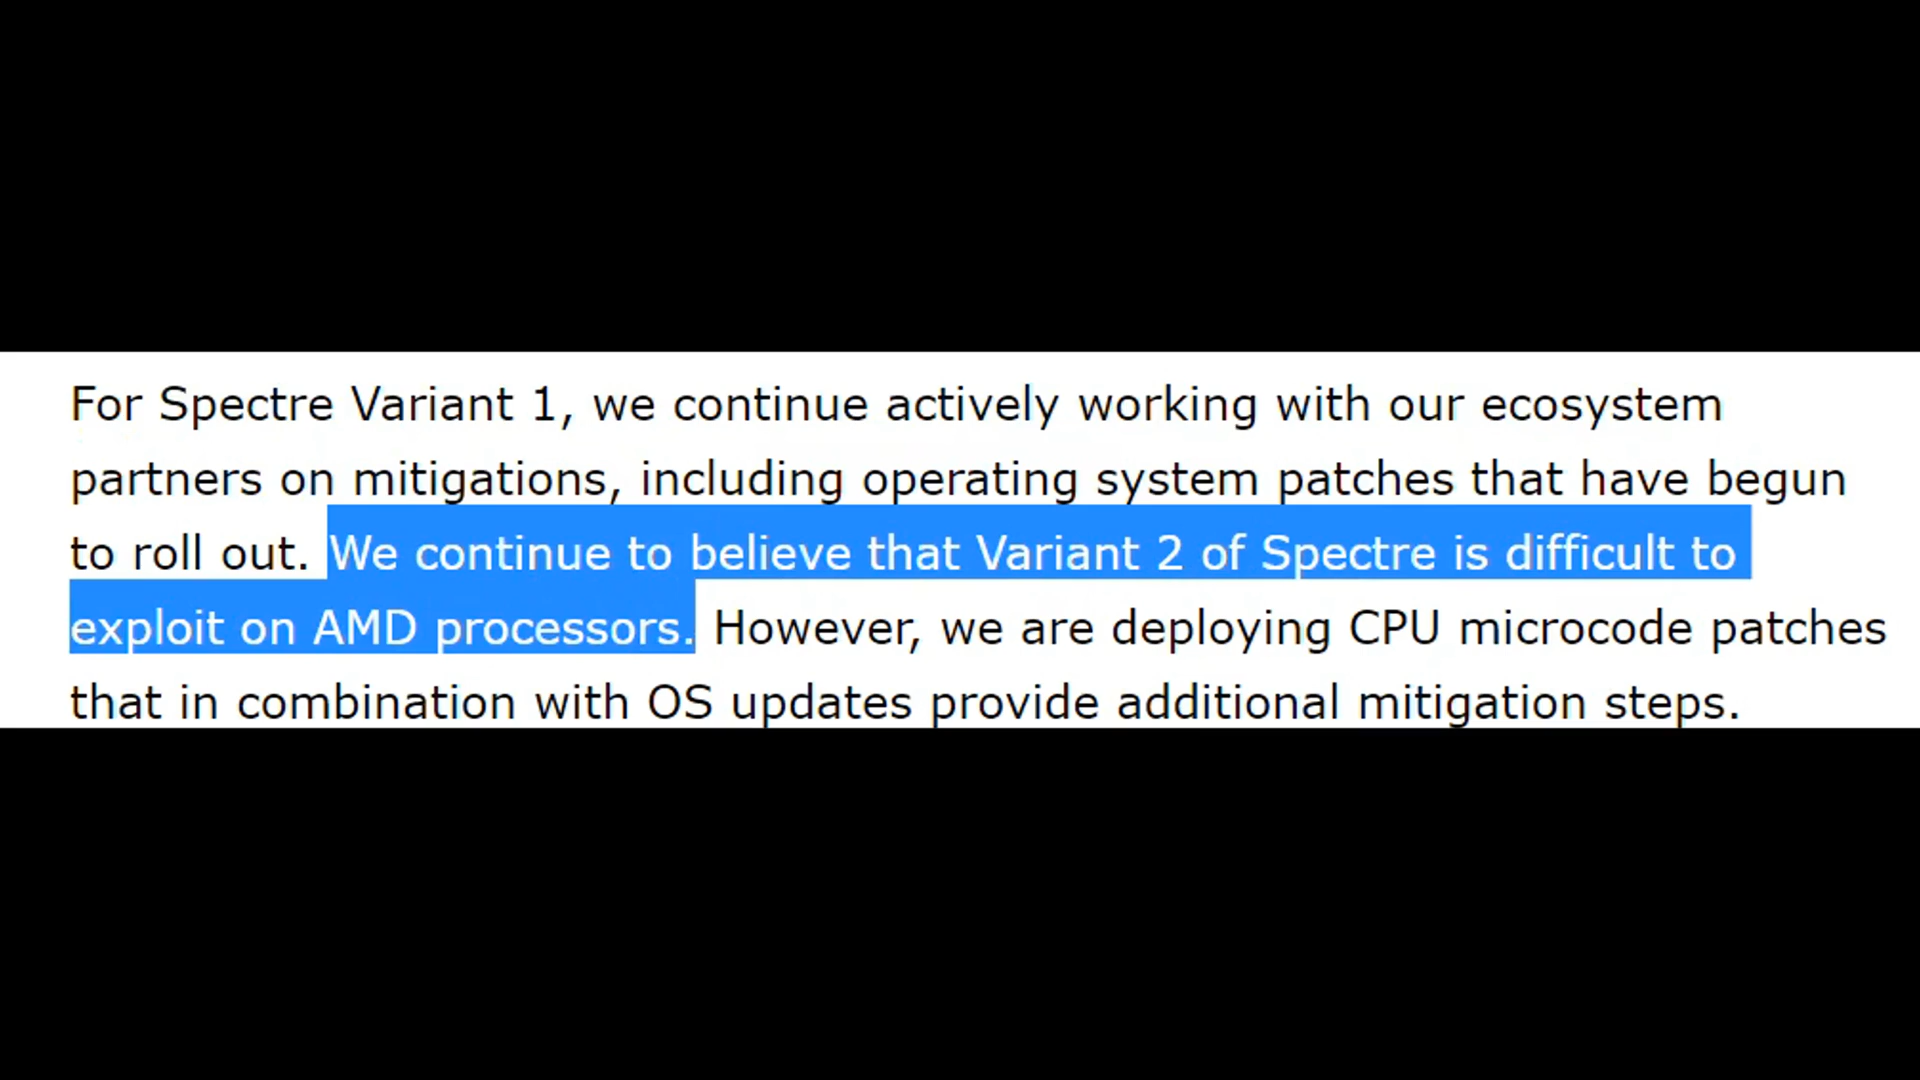 For Spectre Variant 1, we continue actively working with our ecosystem
partners on mitigations, including operating system patches that have begun
to roll out. We continue to believe that Variant 2 of Spectre is difficult to
exploit on AMD processors. However, we are deploying CPU microcode patches
that in combination with OS updates provide additional mitigation steps.